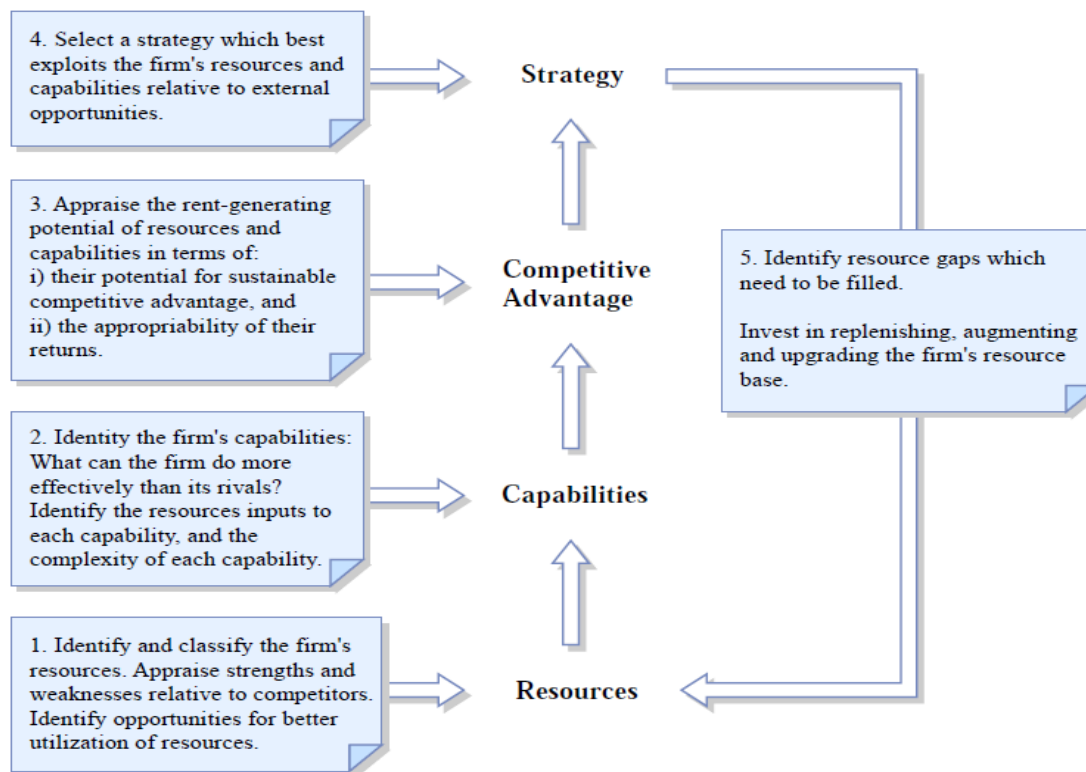 4. Select a strategy which best
exploits the firm's resources and
capabilities relative to external
opportunities.
Strategy
3. Appraise the rent-generating
potential of resources and
capabilities in terms of:
i) their potential for sustainable
competitive advantage, and
ii) the appropriability of their
returns.
Competitive
Advantage
5. Identify resource gaps which
need to be filled.
Invest in replenishing, augmenting
and upgrading the firm's resource
base.
2. Identity the firm's capabilities:
What can the firm do more
effectively than its rivals?
Identify the resources inputs to
each capability, and the
complexity of each capability.
Capabilities
1. Identify and classify the firm's
resources. Appraise strengths and
weaknesses relative to competitors.
Identify opportunities for better
utilization of resources.
Resources